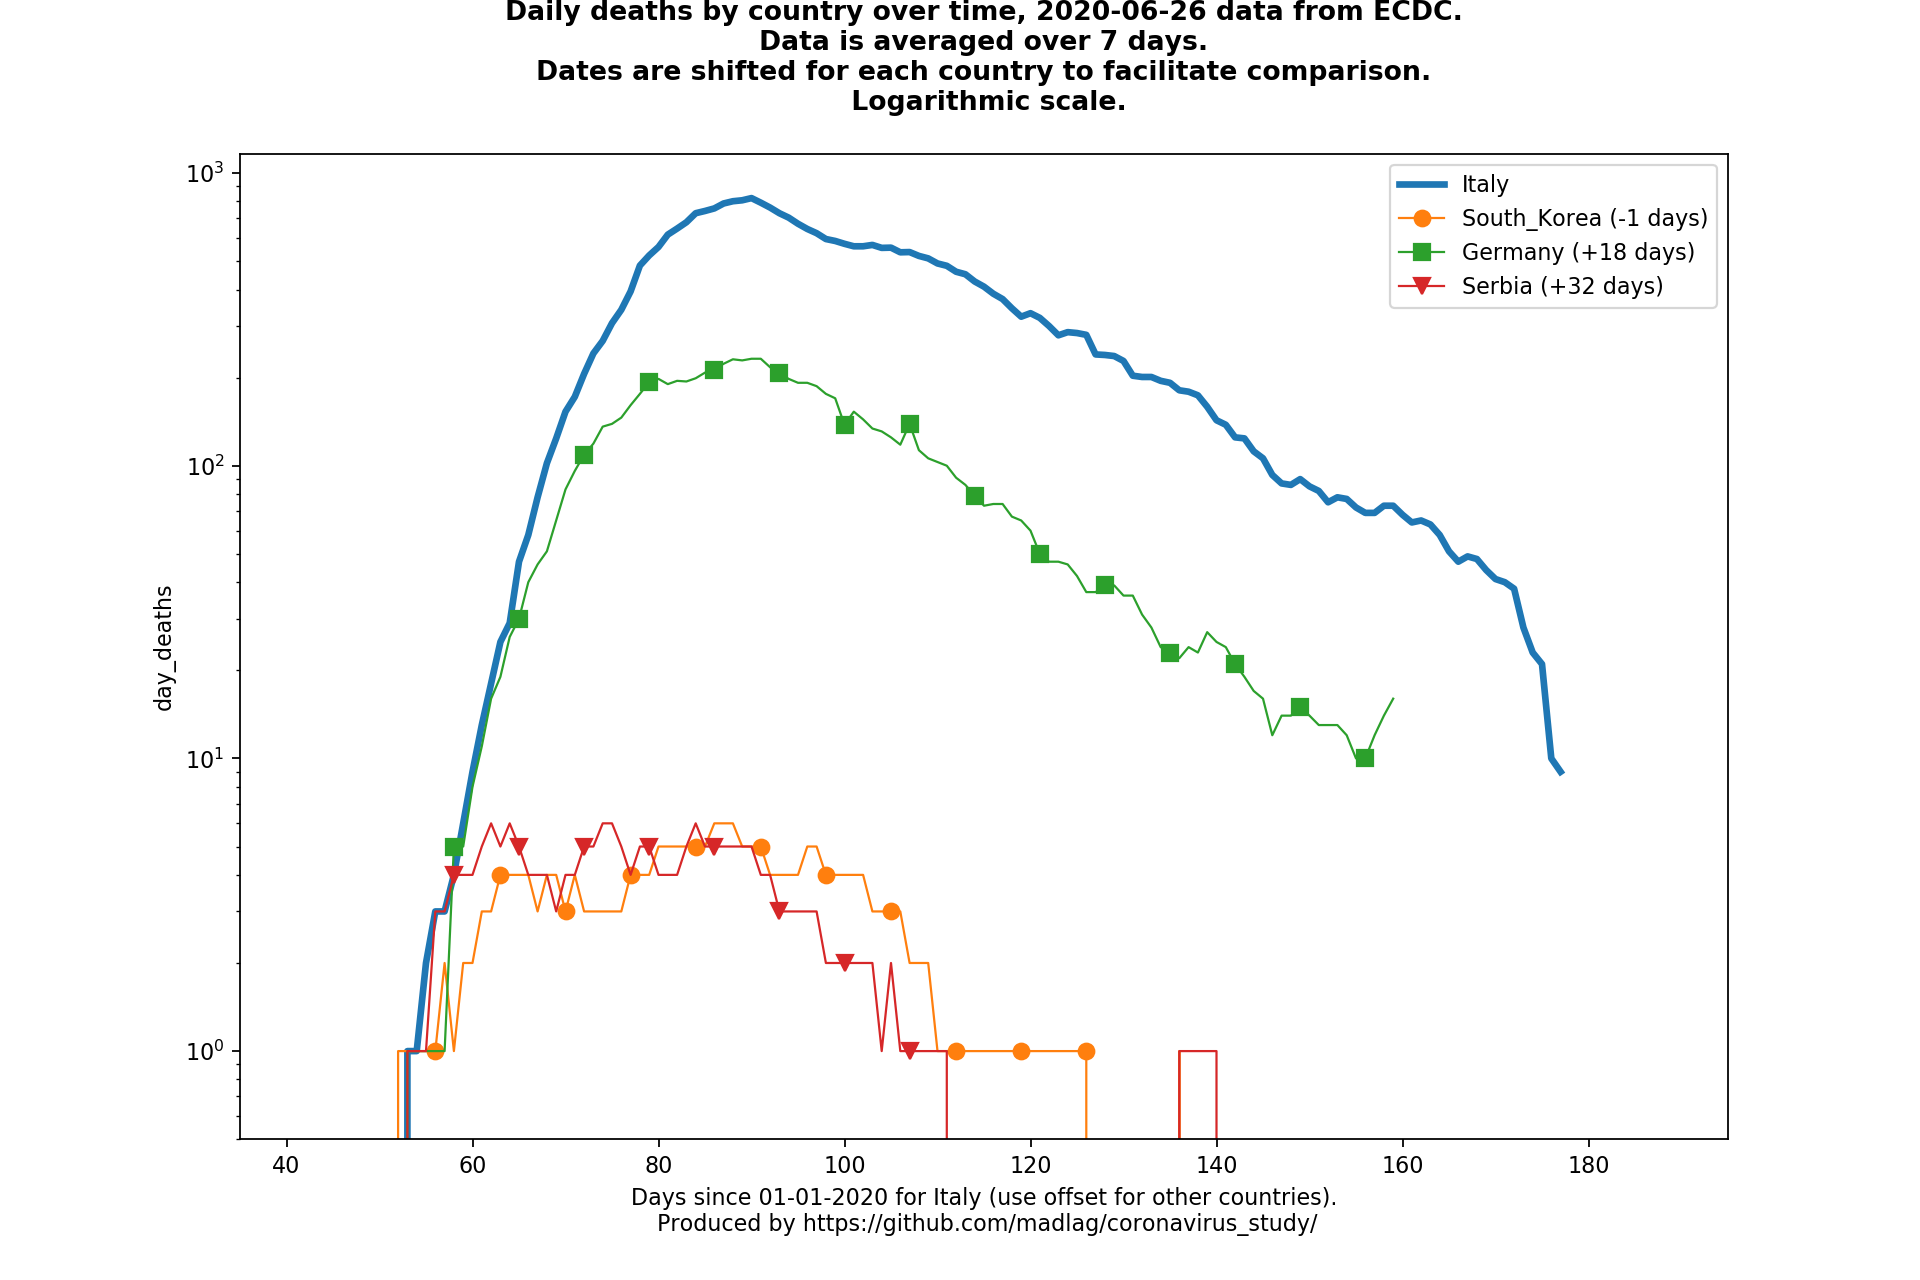 Daily deaths by country over time, 2020-06-26 data from ECDC.
Data is averaged over 7 days.
Dates are shifted for each country to facilitate comparison.
Logarithmic scale.
10³
10²
10¹
10⁰
day_deaths
Italy
South_Korea (-1 days)
Germany (+18 days)
Serbia (+32 days)
40 60 80 100 120 140 160 180
Days since 01-01-2020 for Italy (use offset for other countries).
Produced by https://github.com/madlag/coronavirus_study/